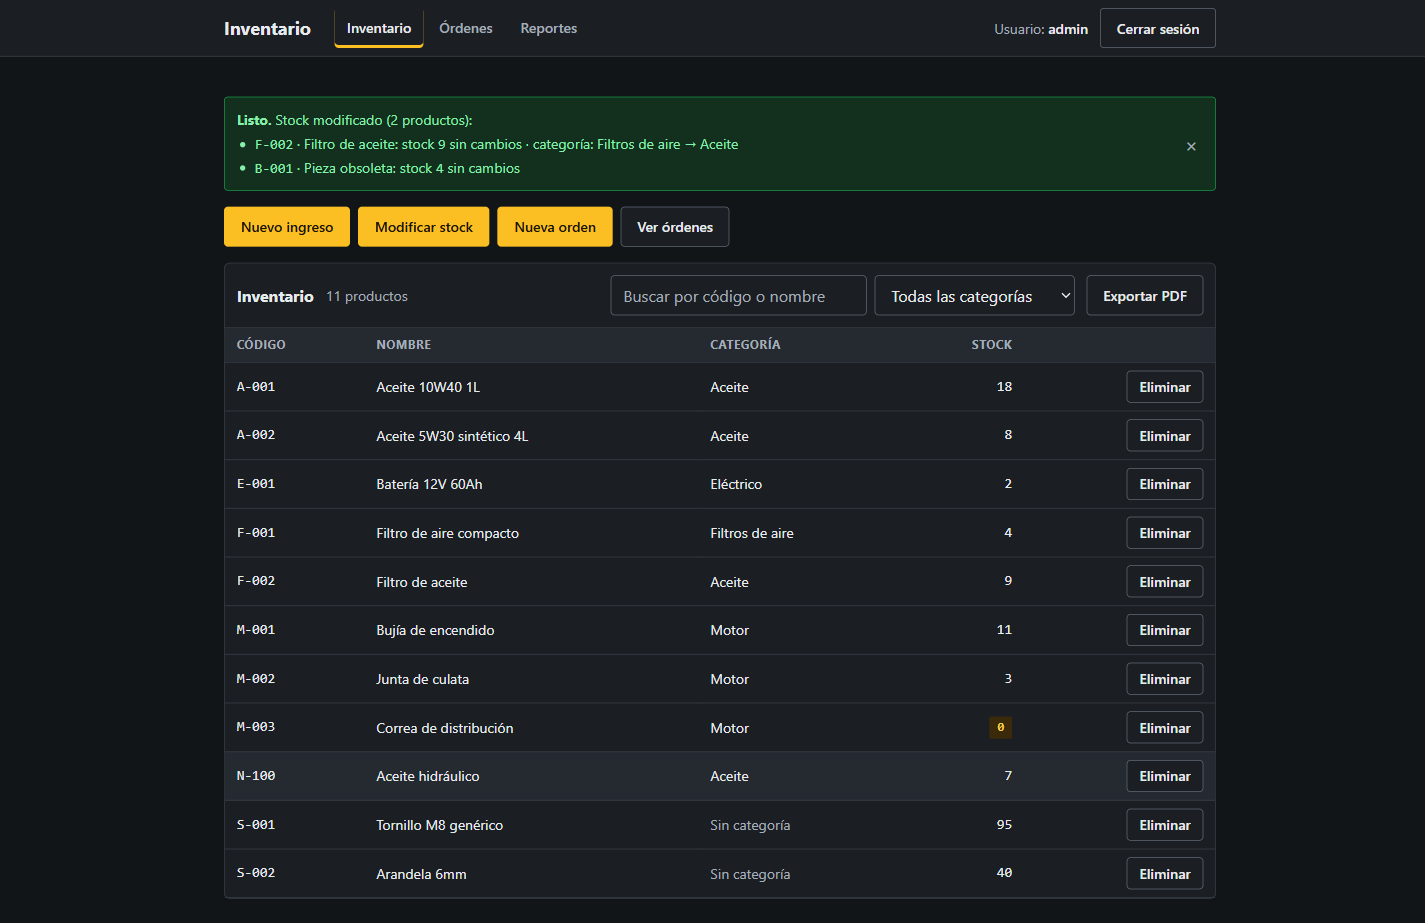 Inventario Inventario Órdenes Reportes Usuario: admin Cerrar sesión
Listo. Stock modificado (2 productos):
• F-002 · Filtro de aceite: stock 9 sin cambios · categoría: Filtros de aire → Aceite
• B-001 · Pieza obsoleta: stock 4 sin cambios
×
Nuevo ingreso Modificar stock Nueva orden Ver órdenes
Inventario 11 productos Buscar por código o nombre Todas las categorías Exportar PDF
CÓDIGO NOMBRE CATEGORÍA STOCK
A-001 Aceite 10W40 1L Aceite 18 Eliminar
A-002 Aceite 5W30 sintético 4L Aceite 8 Eliminar
E-001 Batería 12V 60Ah Eléctrico 2 Eliminar
F-001 Filtro de aire compacto Filtros de aire 4 Eliminar
F-002 Filtro de aceite Aceite 9 Eliminar
M-001 Bujía de encendido Motor 11 Eliminar
M-002 Junta de culata Motor 3 Eliminar
M-003 Correa de distribución Motor 0 Eliminar
N-100 Aceite hidráulico Aceite 7 Eliminar
S-001 Tornillo M8 genérico Sin categoría 95 Eliminar
S-002 Arandela 6mm Sin categoría 40 Eliminar